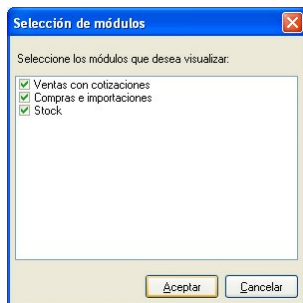 Selección de módulos
Seleccione los módulos que desea visualizar:
Ventas con cotizaciones
Compras e importaciones
Stock
Aceptar Cancelar